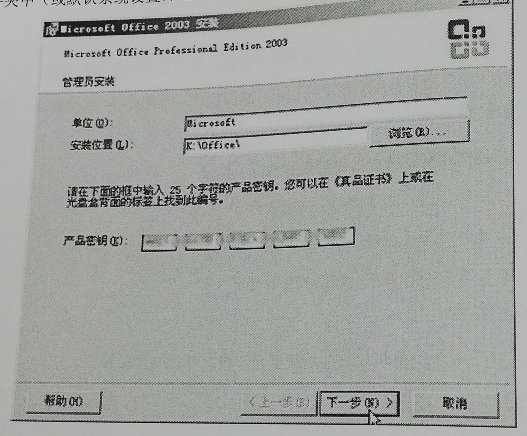 Microsoft Office 2003 安装
Microsoft Office Professional Edition 2003
管理员安装
单位(O): Microsoft
安装位置(L): K:\Office\ 浏览(R)...
请在下面的框中输入 25 个字符的产品密钥。您可以在《真品证书》上或在
光盘盒背面的标签上找到此编号。
产品密钥(K):
帮助(H) <上一步(B) 下一步(N) > 取消